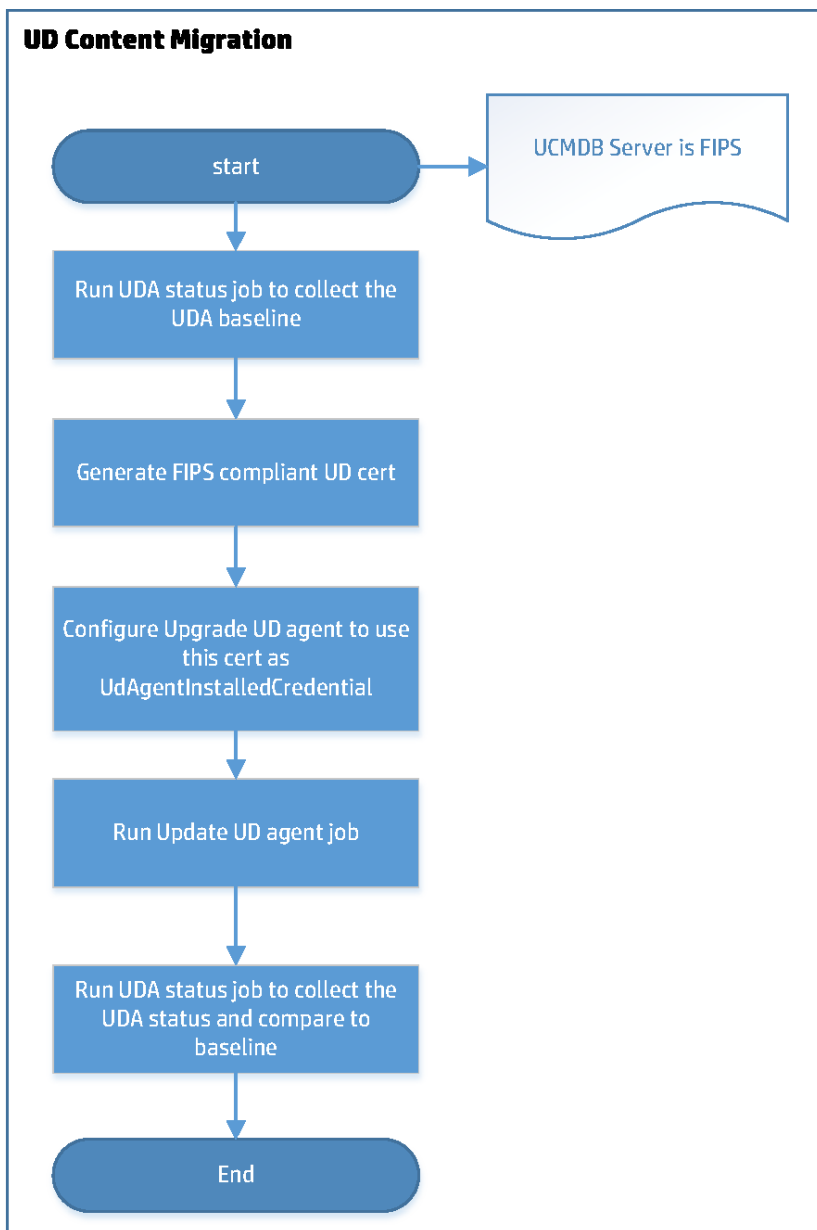 UD Content Migration
start
UCMDB Server is FIPS
Run UDA status job to collect the
UDA baseline
Generate FIPS compliant UD cert
Configure Upgrade UD agent to use
this cert as
UdAgentInstalledCredential
Run Update UD agent job
Run UDA status job to collect the
UDA status and compare to
baseline
End